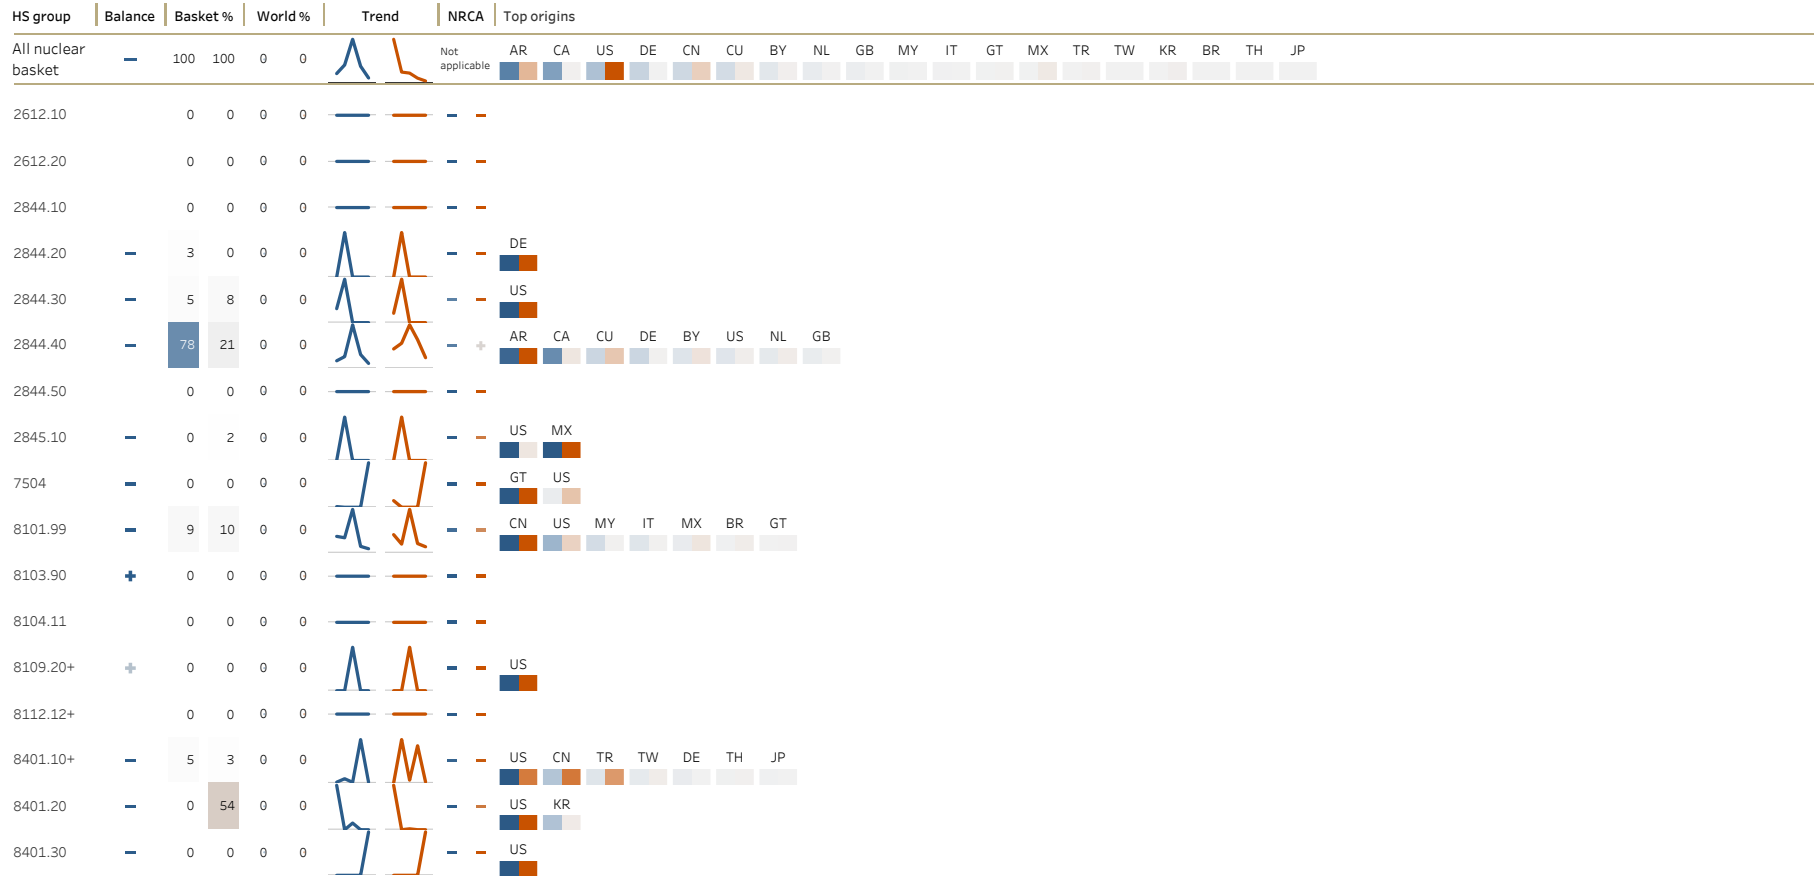 HS group Balance Basket % World % Trend NRCA Top origins
All nuclear basket 100 100 0 0 Not applicable AR CA US DE CN CU BY NL GB MY IT GT MX TR TW KR BR TH JP
2612.10 0 0 0 0
2612.20 0 0 0 0
2844.10 0 0 0 0
2844.20 3 0 0 0 DE
2844.30 5 8 0 0 US
2844.40 78 21 0 0 AR CA CU DE BY US NL GB
2844.50 0 0 0 0
2845.10 0 2 0 0 US MX
7504 0 0 0 0 GT US
8101.99 9 10 0 0 CN US MY IT MX BR GT
8103.90 0 0 0 0
8104.11 0 0 0 0
8109.20+ 0 0 0 0 US
8112.12+ 0 0 0 0
8401.10+ 5 3 0 0 US CN TR TW DE TH JP
8401.20 0 54 0 0 US KR
8401.30 0 0 0 0 US